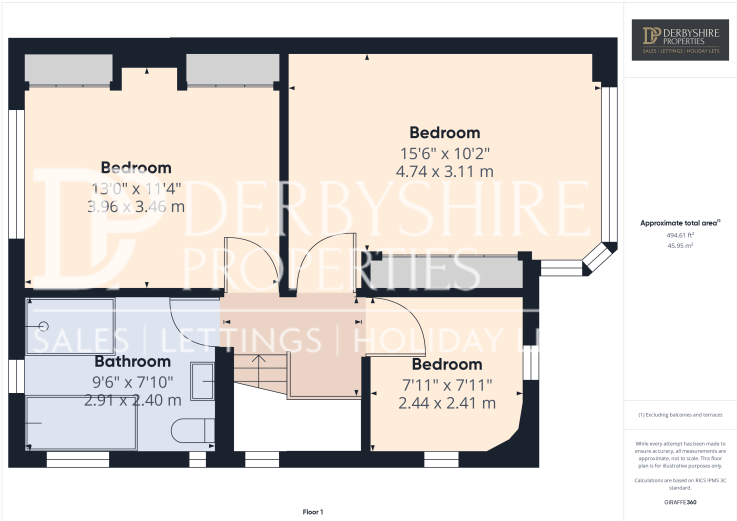 DERBYSHIRE
PROPERTIES
SALES | LETTINGS | HOLIDAY LETS
Bedroom
15'6" x 10'2"
4.74 x 3.11 m
Bedroom
13'0" x 11'4"
3.96 x 3.46 m
DP DERBYSHIRE
PROPERTIES
SALES | LETTINGS | HOLIDAY LE
Bathroom
9'6" x 7'10"
2.91 x 2.40 m
Bedroom
7'11" x 7'11"
2.44 x 2.41 m
Floor 1
Approximate total area⁽¹⁾
494.61 ft²
45.95 m²
(1) Excluding balconies and terraces
While every attempt has been made to
ensure accuracy, all measurements are
approximate, not to scale. This floor
plan is for illustrative purposes only.
Calculations are based on RICS IPMS 3C
standard.
GIRAFFE360